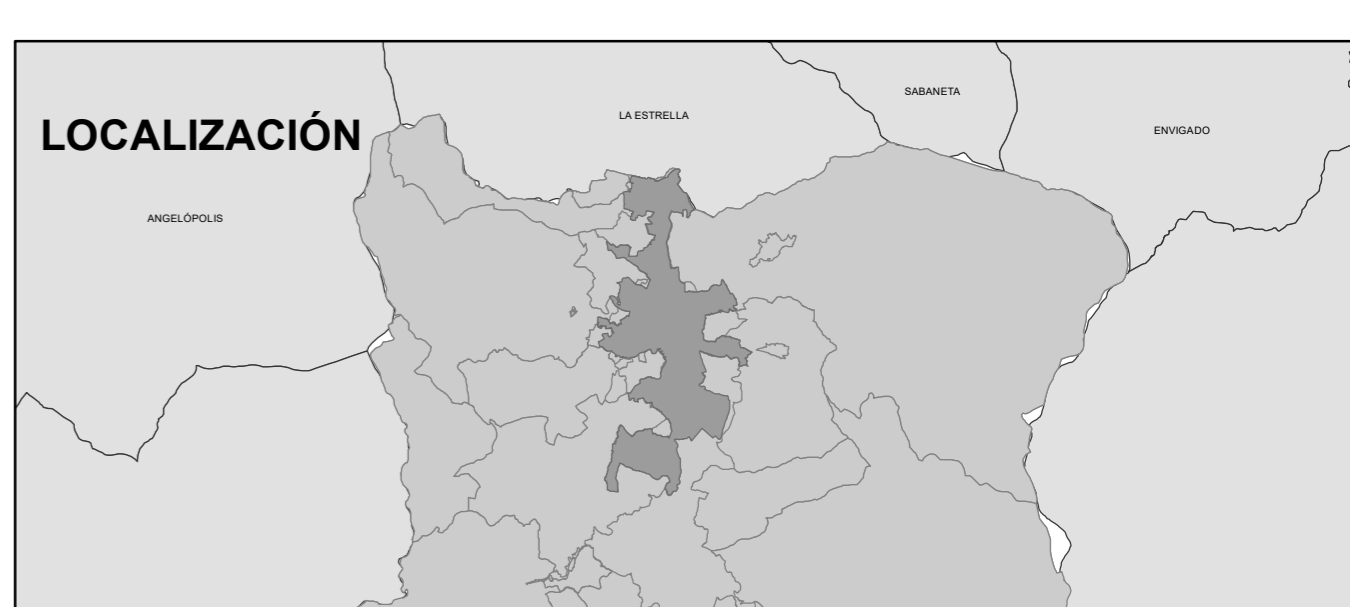 SABANETA
LA ESTRELLA
LOCALIZACIÓN
ENVIGADO
ANGELÓPOLIS